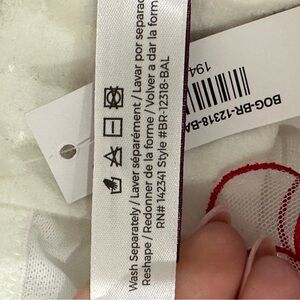 Wash Separately / Laver séparément / Lavar por separado
Reshape / Redonner de la forme / Volver a dar la forma
RN# 142341 Style #BR-12318-BAL
BOG-BR-12318-BA
194